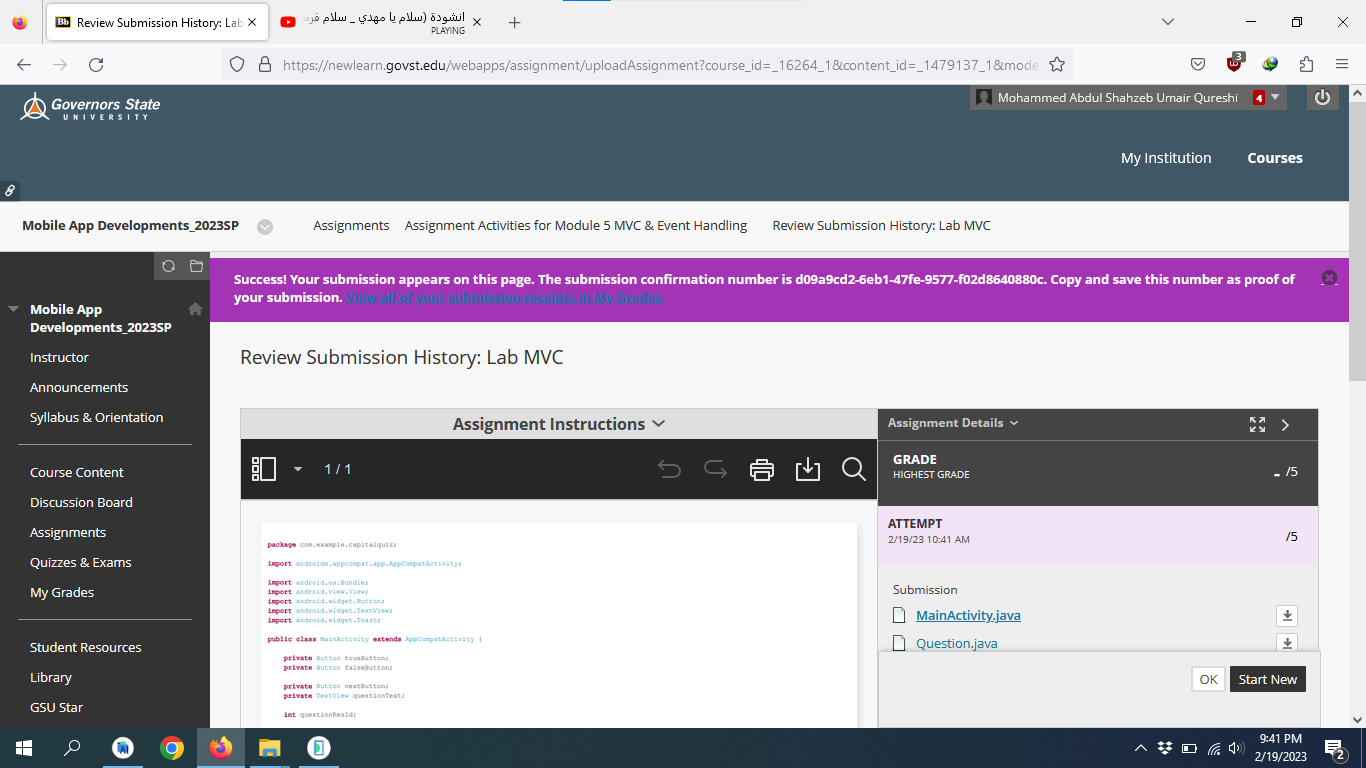 Review Submission History: Lab
انشودة (سلام يا مهدي _ سلام فر
PLAYING
https://newlearn.govst.edu/webapps/assignment/uploadAssignment?course_id=_16264_1&content_id=_1479137_1&mode
3
Governors State
UNIVERSITY
Mohammed Abdul Shahzeb Umair Qureshi 4
My Institution Courses
Mobile App Developments_2023SP Assignments Assignment Activities for Module 5 MVC & Event Handling Review Submission History: Lab MVC
Success! Your submission appears on this page. The submission confirmation number is d09a9cd2-6eb1-47fe-9577-f02d8640880c. Copy and save this number as proof of
your submission. View all of your submission receipts in My Grades.
Mobile App
Developments_2023SP
Instructor
Announcements
Syllabus & Orientation
Course Content
Discussion Board
Assignments
Quizzes & Exams
My Grades
Student Resources
Library
GSU Star
Review Submission History: Lab MVC
Assignment Instructions
1 / 1
package com.example.capitalquiz;
import androidx.appcompat.app.AppCompatActivity;
import android.os.Bundle;
import android.view.View;
import android.widget.Button;
import android.widget.TextView;
import android.widget.Toast;
public class MainActivity extends AppCompatActivity {
private Button trueButton;
private Button falseButton;
private Button nextButton;
private TextView questionText;
int questionResId;
Assignment Details
GRADE
HIGHEST GRADE
- /5
ATTEMPT
2/19/23 10:41 AM
/5
Submission
MainActivity.java
Question.java
OK Start New
9:41 PM
2/19/2023
2